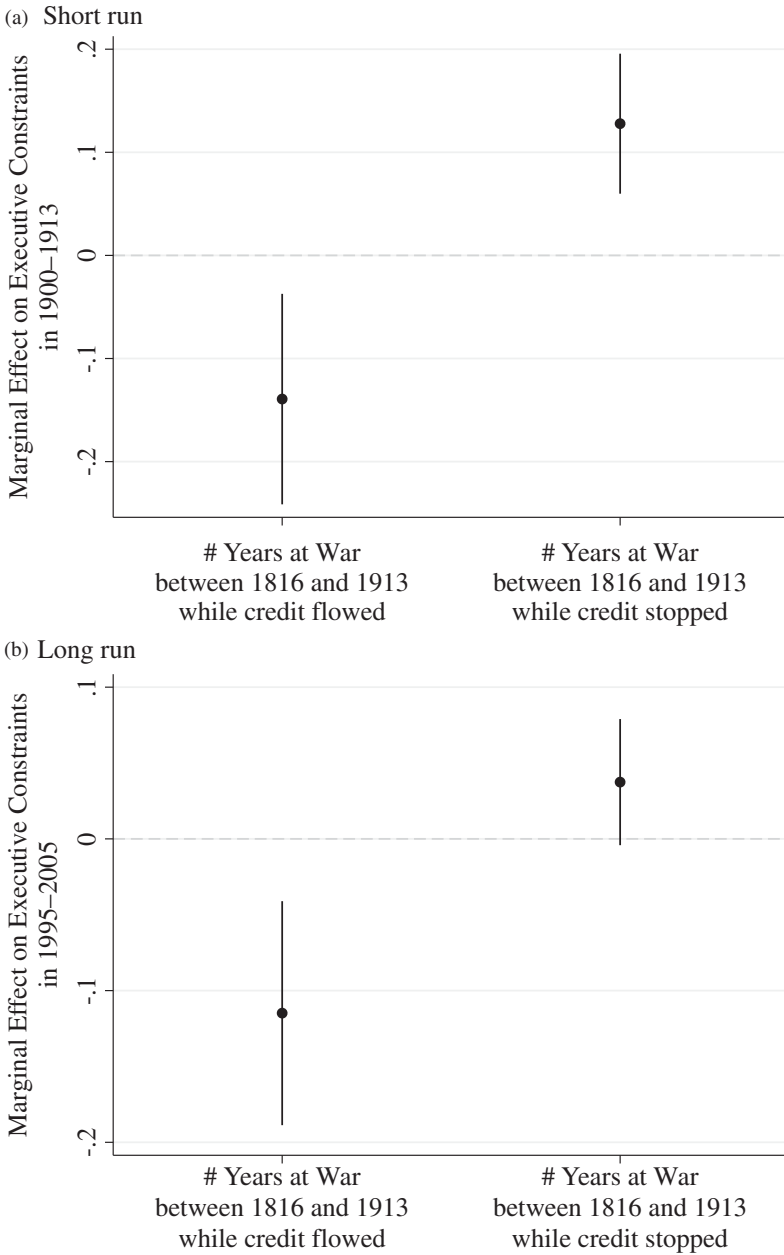 (a) Short run
Marginal Effect on Executive Constraints
in 1900–1913
.2
.1
0
-.1
-.2
# Years at War
between 1816 and 1913
while credit flowed
# Years at War
between 1816 and 1913
while credit stopped
(b) Long run
Marginal Effect on Executive Constraints
in 1995–2005
.1
0
-.1
-.2
# Years at War
between 1816 and 1913
while credit flowed
# Years at War
between 1816 and 1913
while credit stopped